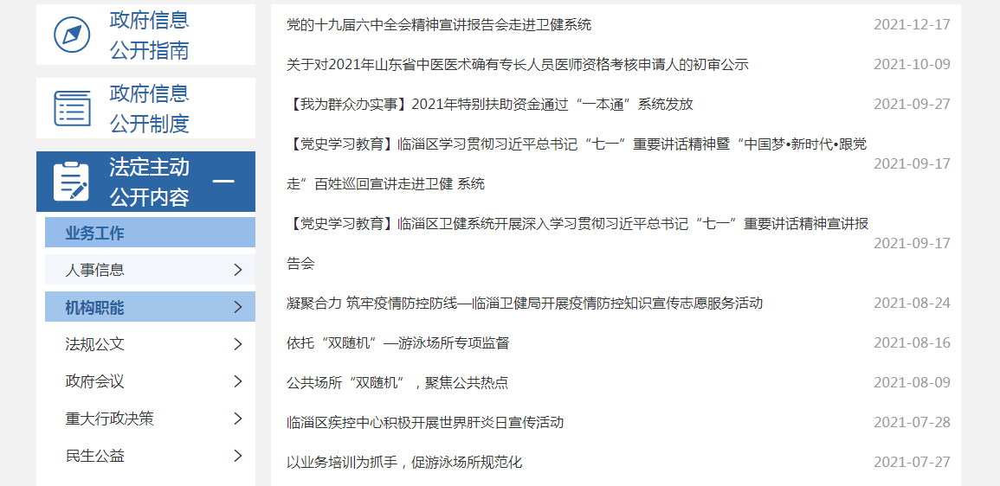 政府信息
公开指南
政府信息
公开制度
法定主动
公开内容
业务工作
人事信息
机构职能
法规公文
政府会议
重大行政决策
民生公益
党的十九届六中全会精神宣讲报告会走进卫健系统 2021-12-17
关于对2021年山东省中医医术确有专长人员医师资格考核申请人的初审公示 2021-10-09
【我为群众办实事】2021年特别扶助资金通过“一本通”系统发放 2021-09-27
【党史学习教育】临淄区学习贯彻习近平总书记“七一”重要讲话精神暨“中国梦•新时代•跟党
走”百姓巡回宣讲走进卫健 系统
2021-09-17
【党史学习教育】临淄区卫健系统开展深入学习贯彻习近平总书记“七一”重要讲话精神宣讲报
告会
2021-09-17
凝聚合力 筑牢疫情防控防线—临淄卫健局开展疫情防控知识宣传志愿服务活动 2021-08-24
依托“双随机”—游泳场所专项监督 2021-08-16
公共场所“双随机”，聚焦公共热点 2021-08-09
临淄区疾控中心积极开展世界肝炎日宣传活动 2021-07-28
以业务培训为抓手，促游泳场所规范化 2021-07-27